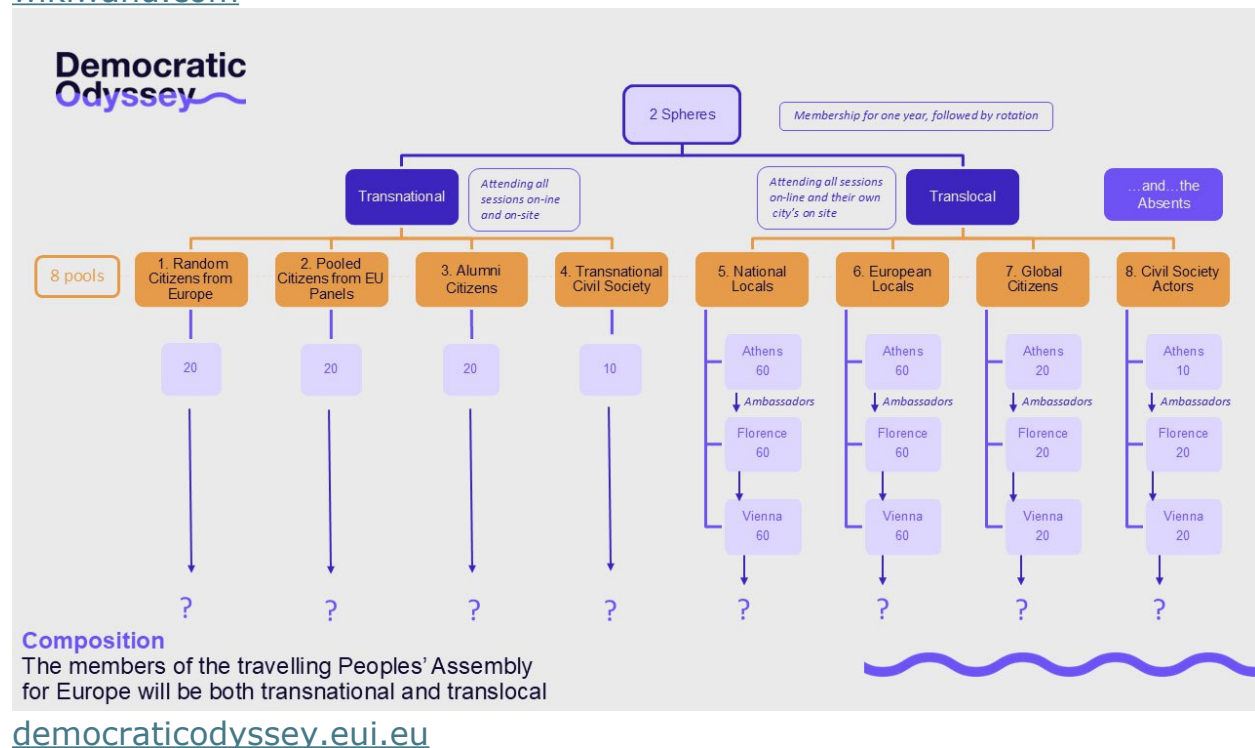 Democratic
Odyssey
2 Spheres
Membership for one year, followed by rotation
Transnational
Attending all
sessions on-ine
and on-site
Attending all sessions
on-line and their own
city's on site
Translocal
...and...the
Absents
8 pools
1. Random
Citizens from
Europe
2. Pooled
Citizens from EU
Panels
3. Alumni
Citizens
4. Transnational
Civil Society
5. National
Locals
6. European
Locals
7. Global
Citizens
8. Civil Society
Actors
20
20
20
10
Athens
60
Athens
60
Athens
20
Athens
10
Ambassadors
Ambassadors
Ambassadors
Ambassadors
Florence
60
Florence
60
Florence
20
Florence
20
Vienna
60
Vienna
60
Vienna
20
Vienna
20
?
?
?
?
?
?
?
?
Composition
The members of the travelling Peoples' Assembly
for Europe will be both transnational and translocal
democraticodyssey.eui.eu